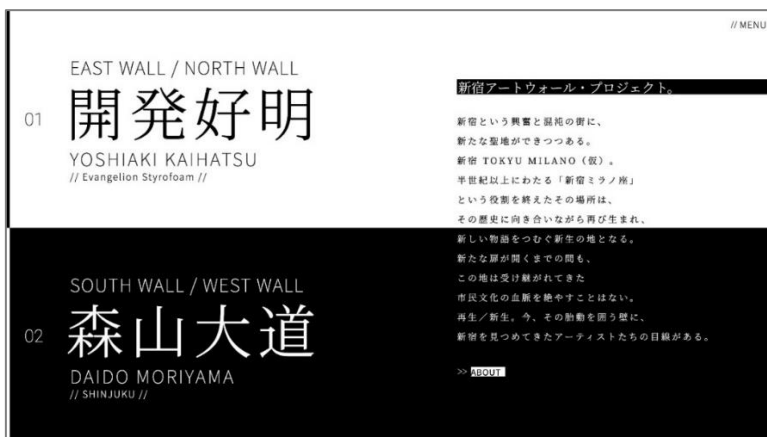 // MENU
EAST WALL / NORTH WALL
01
開発好明
YOSHIAKI KAIHATSU
// Evangelion Styrofoam //
SOUTH WALL / WEST WALL
02
森山大道
DAIDO MORIYAMA
// SHINJUKU //
新宿アートウォール・プロジェクト。
新宿という興奮と混沌の街に、
新たな聖地ができつつある。
新宿 TOKYU MILANO（仮）。
半世紀以上にわたる「新宿ミラノ座」
という役割を終えたその場所は、
その歴史に向き合いながら再び生まれ、
新しい物語をつむぐ新生の地となる。
新たな扉が開くまでの間も、
この地は受け継がれてきた
市民文化の血脈を絶やすことはない。
再生／新生。今、その胎動を囲う壁に、
新宿を見つめてきたアーティストたちの目線がある。
>> ABOUT